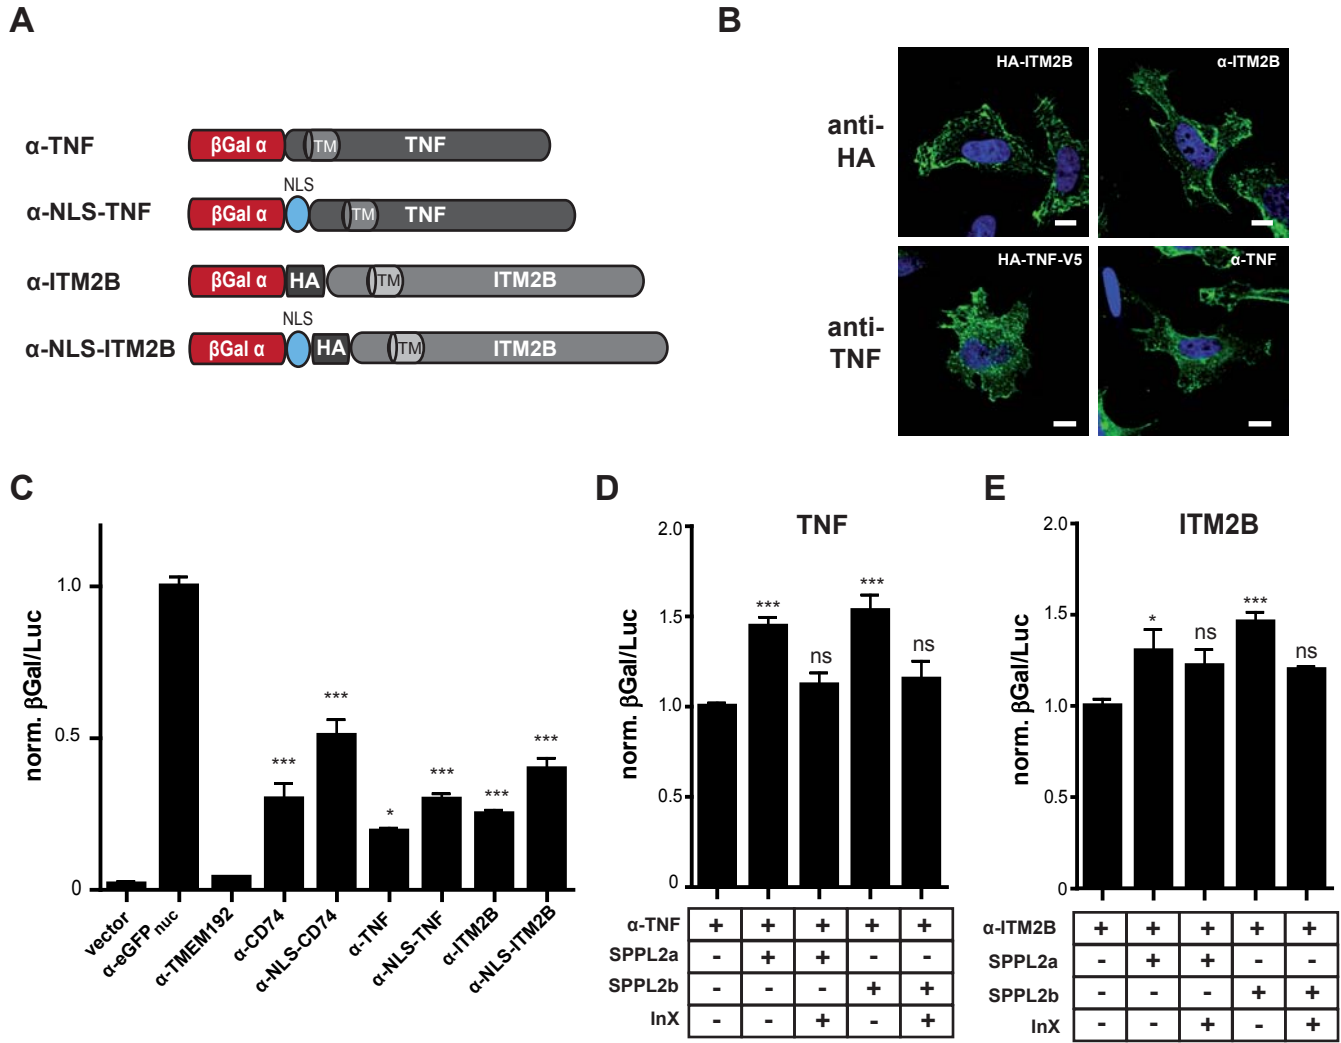 A
α-TNF
βGal α
TM
TNF
NLS
α-NLS-TNF
βGal α
TM
TNF
α-ITM2B
βGal α
HA
TM
ITM2B
NLS
α-NLS-ITM2B
βGal α
HA
TM
ITM2B
B
HA-ITM2B
α-ITM2B
anti-
HA
HA-TNF-V5
α-TNF
anti-
TNF
C
norm. βGal/Luc
1.0
0.5
0
***
***
*
***
***
***
vector
α-eGFPnuc
α-TMEM192
α-CD74
α-NLS-CD74
α-TNF
α-NLS-TNF
α-ITM2B
α-NLS-ITM2B
D
TNF
norm. βGal/Luc
2.0
1.5
1.0
0.5
0
***
ns
***
ns
α-TNF + + + + +
SPPL2a - + + - -
SPPL2b - - - + +
InX - - + - +
E
ITM2B
norm. βGal/Luc
2.0
1.5
1.0
0.5
0
*
ns
***
ns
α-ITM2B + + + + +
SPPL2a - + + - -
SPPL2b - - - + +
InX - - + - +